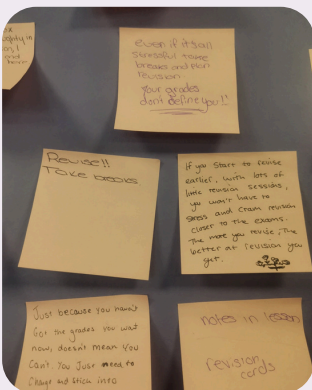 even if its all
stressful take
breaks and plan
revision
Your grades
don't define you!!
Revise!!
Take breaks
if you start to revise
earlier, with lots of
little revision sessions,
you won't have to
stress and cram revision
closer to the exams.
The more you revise, the
better at revision you
get.
Just because you haven't
Got the grades you want
now, doesn't mean you
Can't. You Just need to
Change and stick into
notes in lesson
revision
cards